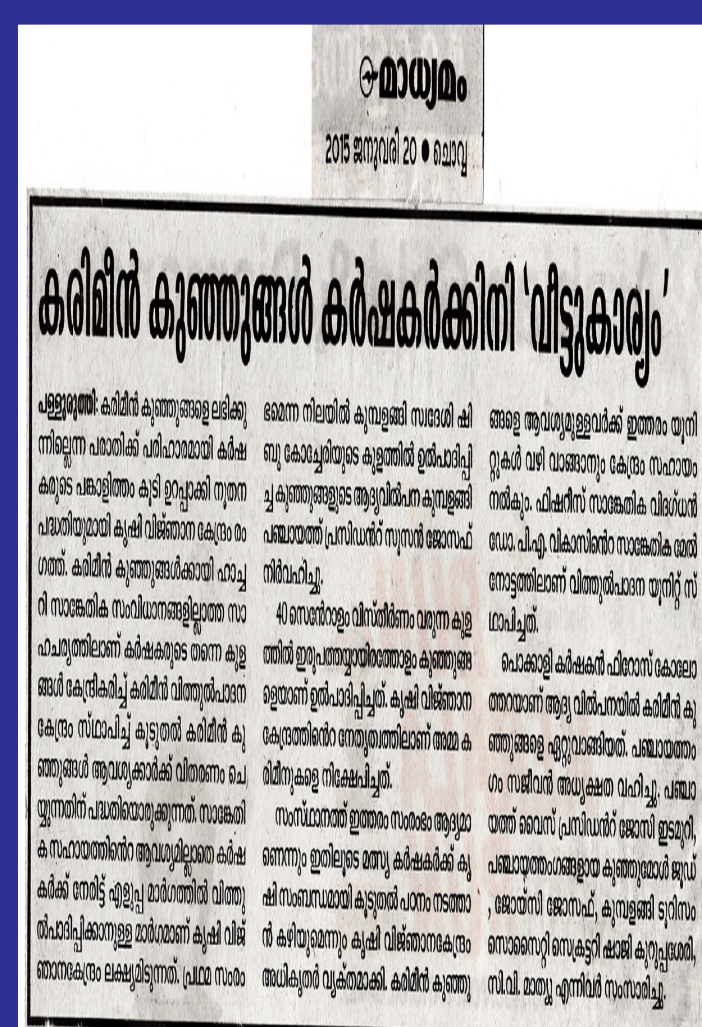 മാധ്യമം
2015 ജനുവരി 20 ● ചൊവ്വ
കരിമീൻ കുഞ്ഞുങ്ങൾ കർഷകർക്കിനി ‘വീട്ടുകാര്യം’
പള്ളുരുത്തി: കരിമീൻ കുഞ്ഞുങ്ങളെ ലഭിക്കു
ന്നില്ലെന്ന പരാതിക്ക് പരിഹാരമായി കർഷ
കരുടെ പങ്കാളിത്തം കൂടി ഉറപ്പാക്കി നൂതന
പദ്ധതിയുമായി കൃഷി വിജ്ഞാന കേന്ദ്രം രം
ഗത്ത്. കരിമീൻ കുഞ്ഞുങ്ങൾക്കായി ഹാച്ച
റി സാങ്കേതിക സംവിധാനങ്ങളില്ലാത്ത സാ
ഹചര്യത്തിലാണ് കർഷകരുടെ തന്നെ കുള
ങ്ങൾ കേന്ദ്രീകരിച്ച് കരിമീൻ വിത്തുൽപാദന
കേന്ദ്രം സ്ഥാപിച്ച് കൂടുതൽ കരിമീൻ കു
ഞ്ഞുങ്ങൾ ആവശ്യക്കാർക്ക് വിതരണം ചെ
യ്യുന്നതിന് പദ്ധതിയൊരുക്കുന്നത്. സാങ്കേതി
ക സഹായത്തിന്റെ ആവശ്യമില്ലാതെ കർഷ
കർക്ക് നേരിട്ട് എളുപ്പ മാർഗത്തിൽ വിത്തു
ൽപാദിപ്പിക്കാനുള്ള മാർഗമാണ് കൃഷി വിജ്
ഞാനകേന്ദ്രം ലക്ഷ്യമിടുന്നത്. പ്രഥമ സംരം
ഭമെന്ന നിലയിൽ കുമ്പളങ്ങി സ്വദേശി ഷി
ബു കോച്ചേരിയുടെ കുളത്തിൽ ഉൽപാദിപ്പി
ച്ച കുഞ്ഞുങ്ങളുടെ ആദ്യവിൽപന കുമ്പളങ്ങി
പഞ്ചായത്ത് പ്രസിഡന്റ് സൂസൻ ജോസഫ്
നിർവഹിച്ചു.
40 സെന്റോളം വിസ്തീർണം വരുന്ന കുള
ത്തിൽ ഇരുപത്തയ്യായിരത്തോളം കുഞ്ഞുങ്ങ
ളെയാണ് ഉൽപാദിപ്പിച്ചത്. കൃഷി വിജ്ഞാന
കേന്ദ്രത്തിന്റെ നേതൃത്വത്തിലാണ് അമ്മ ക
രിമീനുകളെ നിക്ഷേപിച്ചത്.
സംസ്ഥാനത്ത് ഇത്തരം സംരംഭം ആദ്യമാ
ണെന്നും ഇതിലൂടെ മത്സ്യ കർഷകർക്ക് കൃ
ഷി സംബന്ധമായി കൂടുതൽ പഠനം നടത്താ
ൻ കഴിയുമെന്നും കൃഷി വിജ്ഞാനകേന്ദ്രം
അധികൃതർ വ്യക്തമാക്കി. കരിമീൻ കുഞ്ഞു
ങ്ങളെ ആവശ്യമുള്ളവർക്ക് ഇത്തരം യൂനി
റ്റുകൾ വഴി വാങ്ങാനും കേന്ദ്രം സഹായം
നൽകും. ഫിഷറീസ് സാങ്കേതിക വിദഗ്ധൻ
ഡോ. പി.എ. വികാസിന്റെ സാങ്കേതിക മേൽ
നോട്ടത്തിലാണ് വിത്തുൽപാദന യൂനിറ്റ് സ്
ഥാപിച്ചത്.
പൊക്കാളി കർഷകൻ ഫിറോസ് കോലോ
ത്തറയാണ് ആദ്യ വിൽപനയിൽ കരിമീൻ കു
ഞ്ഞുങ്ങളെ ഏറ്റുവാങ്ങിയത്. പഞ്ചായത്തം
ഗം സജീവൻ അധ്യക്ഷത വഹിച്ചു. പഞ്ചാ
യത്ത് വൈസ് പ്രസിഡന്റ് ജോസി ഇടമുറി,
പഞ്ചായത്തംഗങ്ങളായ കുഞ്ഞുമോൾ ജൂഡ്
, ജോയ്സി ജോസഫ്, കുമ്പളങ്ങി ടൂറിസം
സൊസൈറ്റി സെക്രട്ടറി ഷാജി കുറുപ്പശേരി,
സി.വി. മാത്യു എന്നിവർ സംസാരിച്ചു.